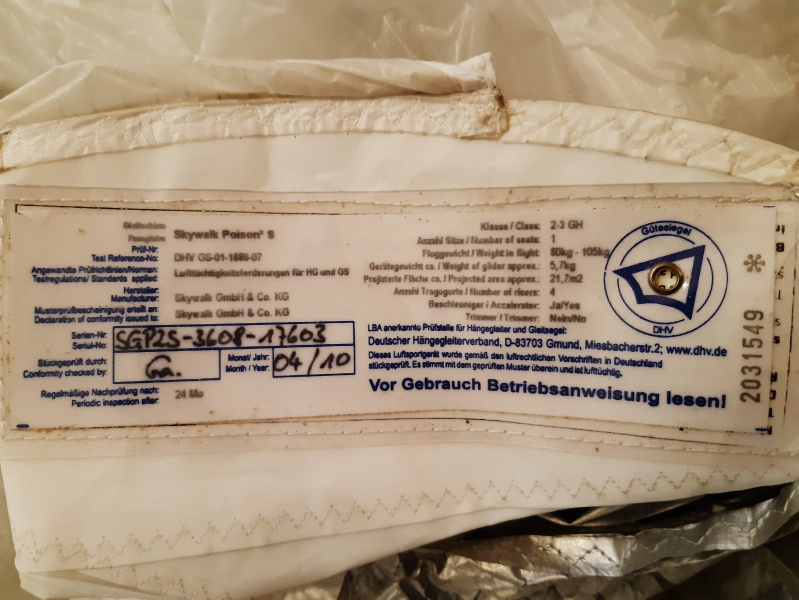 Skywalk Poison² S
Prüf-Nr:
Test Reference-No: DHV GS-01-1686-07
Angewandte Prüfrichtlinien/Normen:
Testregulations/ Standards applied: Lufttüchtigkeitsforderungen für HG und GS
Hersteller:
Manufacturer: Skywalk GmbH & Co. KG
Musterprüfbescheinigung erteilt an:
Declaration of conformity issued to: Skywalk GmbH & Co. KG
Serien-Nr:
Serial-No: SGP2S-3608-17603
Stückgeprüft durch:
Conformity checked by: Ga.
Monat/ Jahr:
Month / Year: 04/10
Regelmäßige Nachprüfung nach:
Periodic inspection after: 24 Mo
Klasse / Class: 2-3 GH
Anzahl Sitze / Number of seats: 1
Fluggewicht / Weight in flight: 80kg - 105kg
Gerätegewicht ca. / Weight of glider approx.: 5,7kg
Projizierte Fläche ca. / Projected area approx.: 21,7m2
Anzahl Tragegurte / Number of risers: 4
Beschleuniger / Accelerator: Ja/Yes
Trimmer / Trimmer: Nein/No
LBA anerkannte Prüfstelle für Hängegleiter und Gleitsegel:
Deutscher Hängegleiterverband, D-83703 Gmund, Miesbacherstr.2; www.dhv.de
Dieses Luftsportgerät wurde gemäß den luftrechtlichen Vorschriften in Deutschland
stückgeprüft. Es stimmt mit dem geprüften Muster überein und ist lufttüchtig.
Vor Gebrauch Betriebsanweisung lesen!
Gütesiegel
DHV
2031549 *